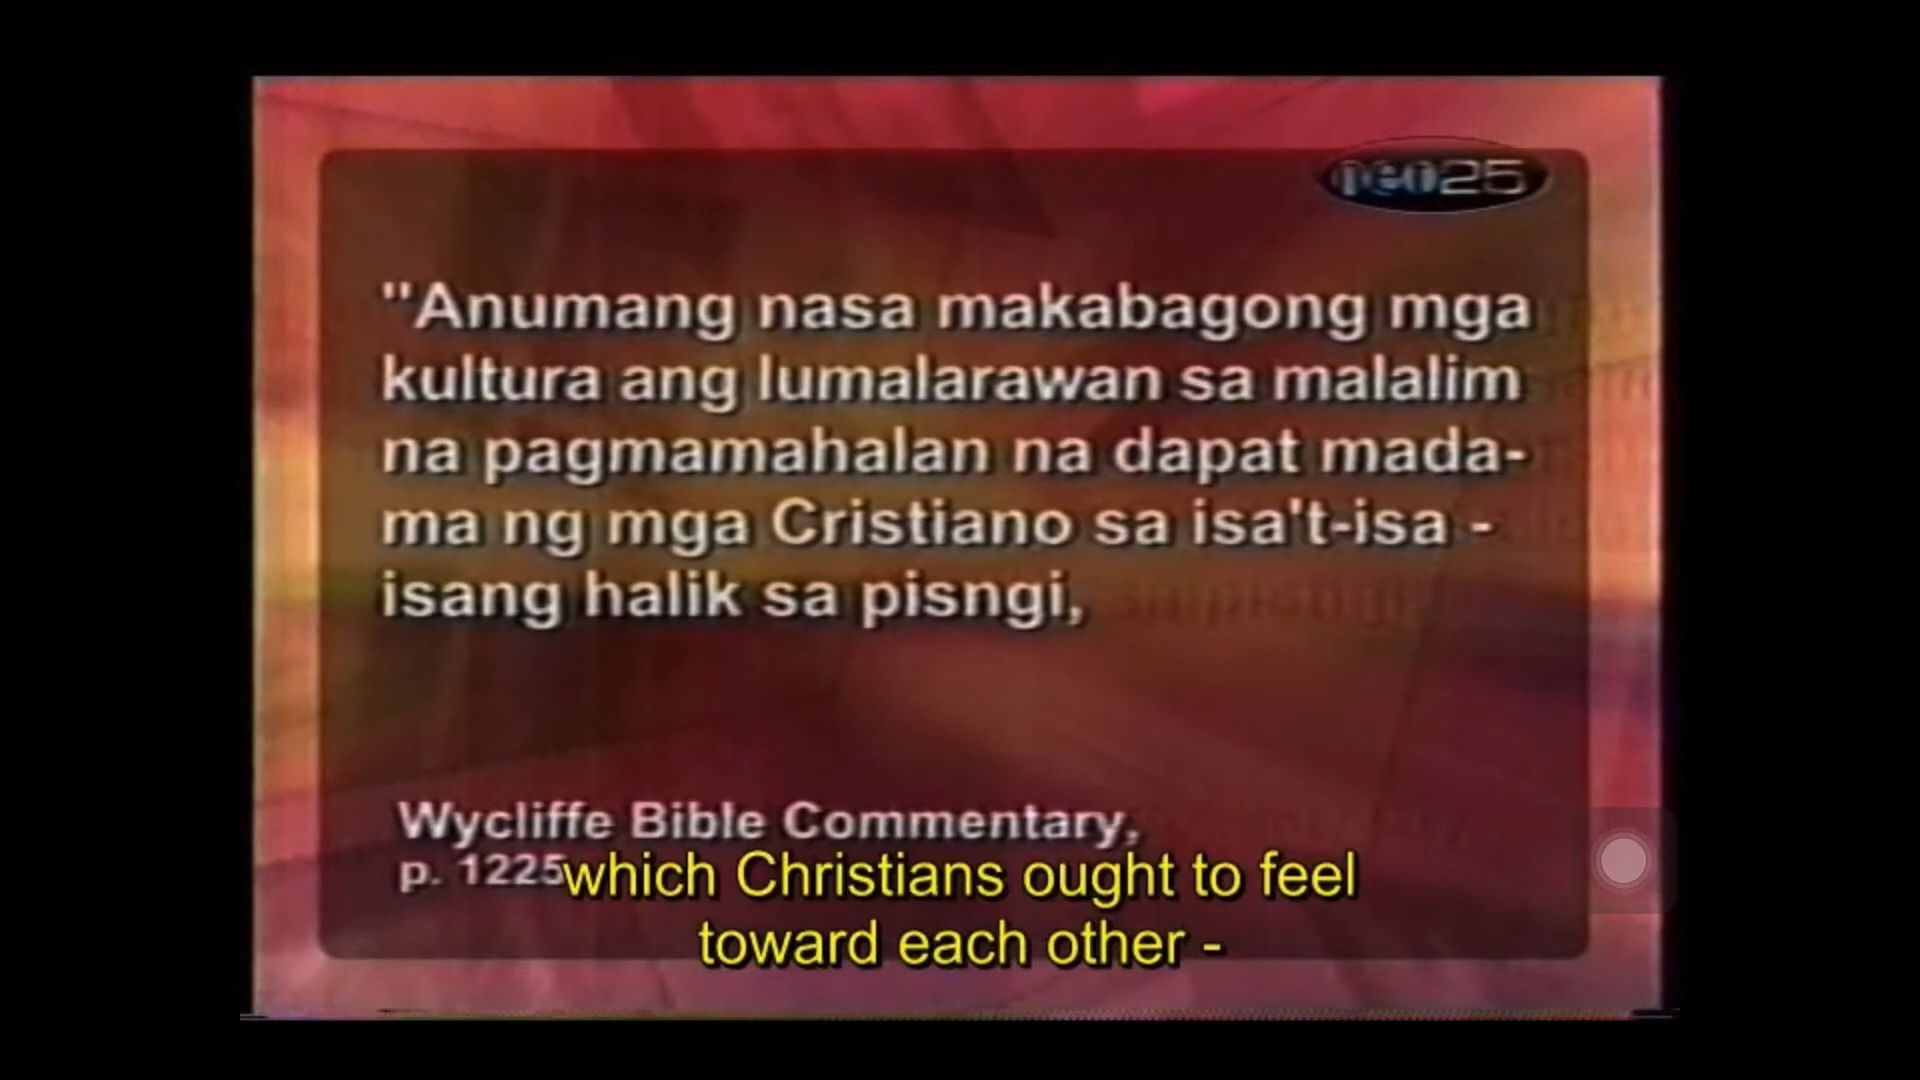 net25
"Anumang nasa makabagong mga
kultura ang lumalarawan sa malalim
na pagmamahalan na dapat mada-
ma ng mga Cristiano sa isa't-isa -
isang halik sa pisngi,
Wycliffe Bible Commentary,
p. 1225
which Christians ought to feel
toward each other -